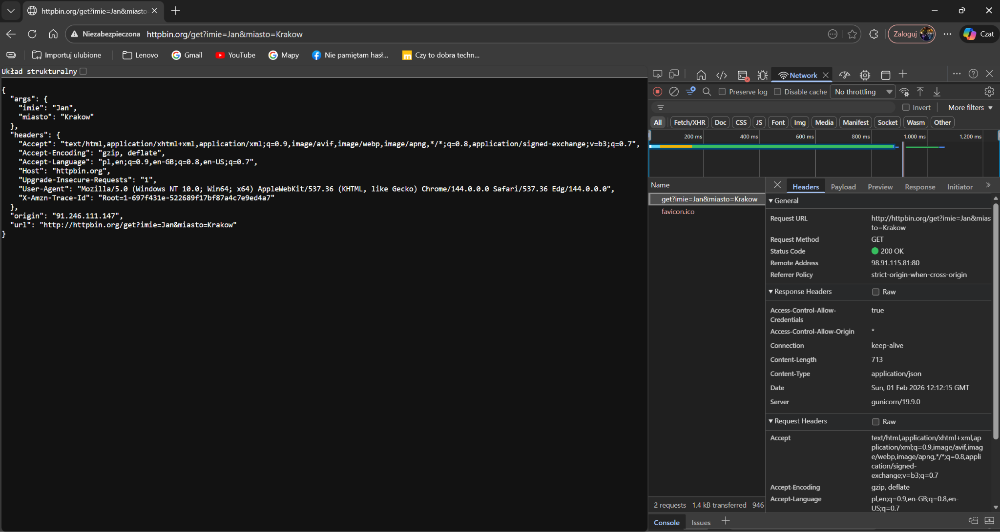 httpbin.org/get?imie=Jan&miasto
Niezabezpieczona httpbin.org/get?imie=Jan&miasto=Krakow
Zaloguj
Czat
Importuj ulubione
Lenovo
Gmail
YouTube
Mapy
Nie pamiętam hasł...
Czy to dobra techn...
Układ strukturalny
{
  "args": {
    "imie": "Jan",
    "miasto": "Krakow"
  },
  "headers": {
    "Accept": "text/html,application/xhtml+xml,application/xml;q=0.9,image/avif,image/webp,image/apng,*/*;q=0.8,application/signed-exchange;v=b3;q=0.7",
    "Accept-Encoding": "gzip, deflate",
    "Accept-Language": "pl,en;q=0.9,en-GB;q=0.8,en-US;q=0.7",
    "Host": "httpbin.org",
    "Upgrade-Insecure-Requests": "1",
    "User-Agent": "Mozilla/5.0 (Windows NT 10.0; Win64; x64) AppleWebKit/537.36 (KHTML, like Gecko) Chrome/144.0.0.0 Safari/537.36 Edg/144.0.0.0",
    "X-Amzn-Trace-Id": "Root=1-697f431e-522689f17bf87a4c7e9ed4a7"
  },
  "origin": "91.246.111.147",
  "url": "http://httpbin.org/get?imie=Jan&miasto=Krakow"
}
Network
Preserve log
Disable cache
No throttling
Invert
More filters
All
Fetch/XHR
Doc
CSS
JS
Font
Img
Media
Manifest
Socket
Wasm
Other
200 ms
400 ms
600 ms
800 ms
1,000 ms
1,200 ms
Name
get?imie=Jan&miasto=Krakow
favicon.ico
Headers
Payload
Preview
Response
Initiator
General
Request URL
http://httpbin.org/get?imie=Jan&mias
to=Krakow
Request Method
GET
Status Code
200 OK
Remote Address
98.91.115.81:80
Referrer Policy
strict-origin-when-cross-origin
Response Headers
Raw
Access-Control-Allow-
Credentials
true
Access-Control-Allow-Origin
*
Connection
keep-alive
Content-Length
713
Content-Type
application/json
Date
Sun, 01 Feb 2026 12:12:15 GMT
Server
gunicorn/19.9.0
Request Headers
Raw
Accept
text/html,application/xhtml+xml,ap
plication/xml;q=0.9,image/avif,imag
e/webp,image/apng,*/*;q=0.8,appli
cation/signed-
exchange;v=b3;q=0.7
Accept-Encoding
gzip, deflate
Accept-Language
pl,en;q=0.9,en-GB;q=0.8,en-
US;q=0.7
2 requests
1.4 kB transferred
946
Console
Issues